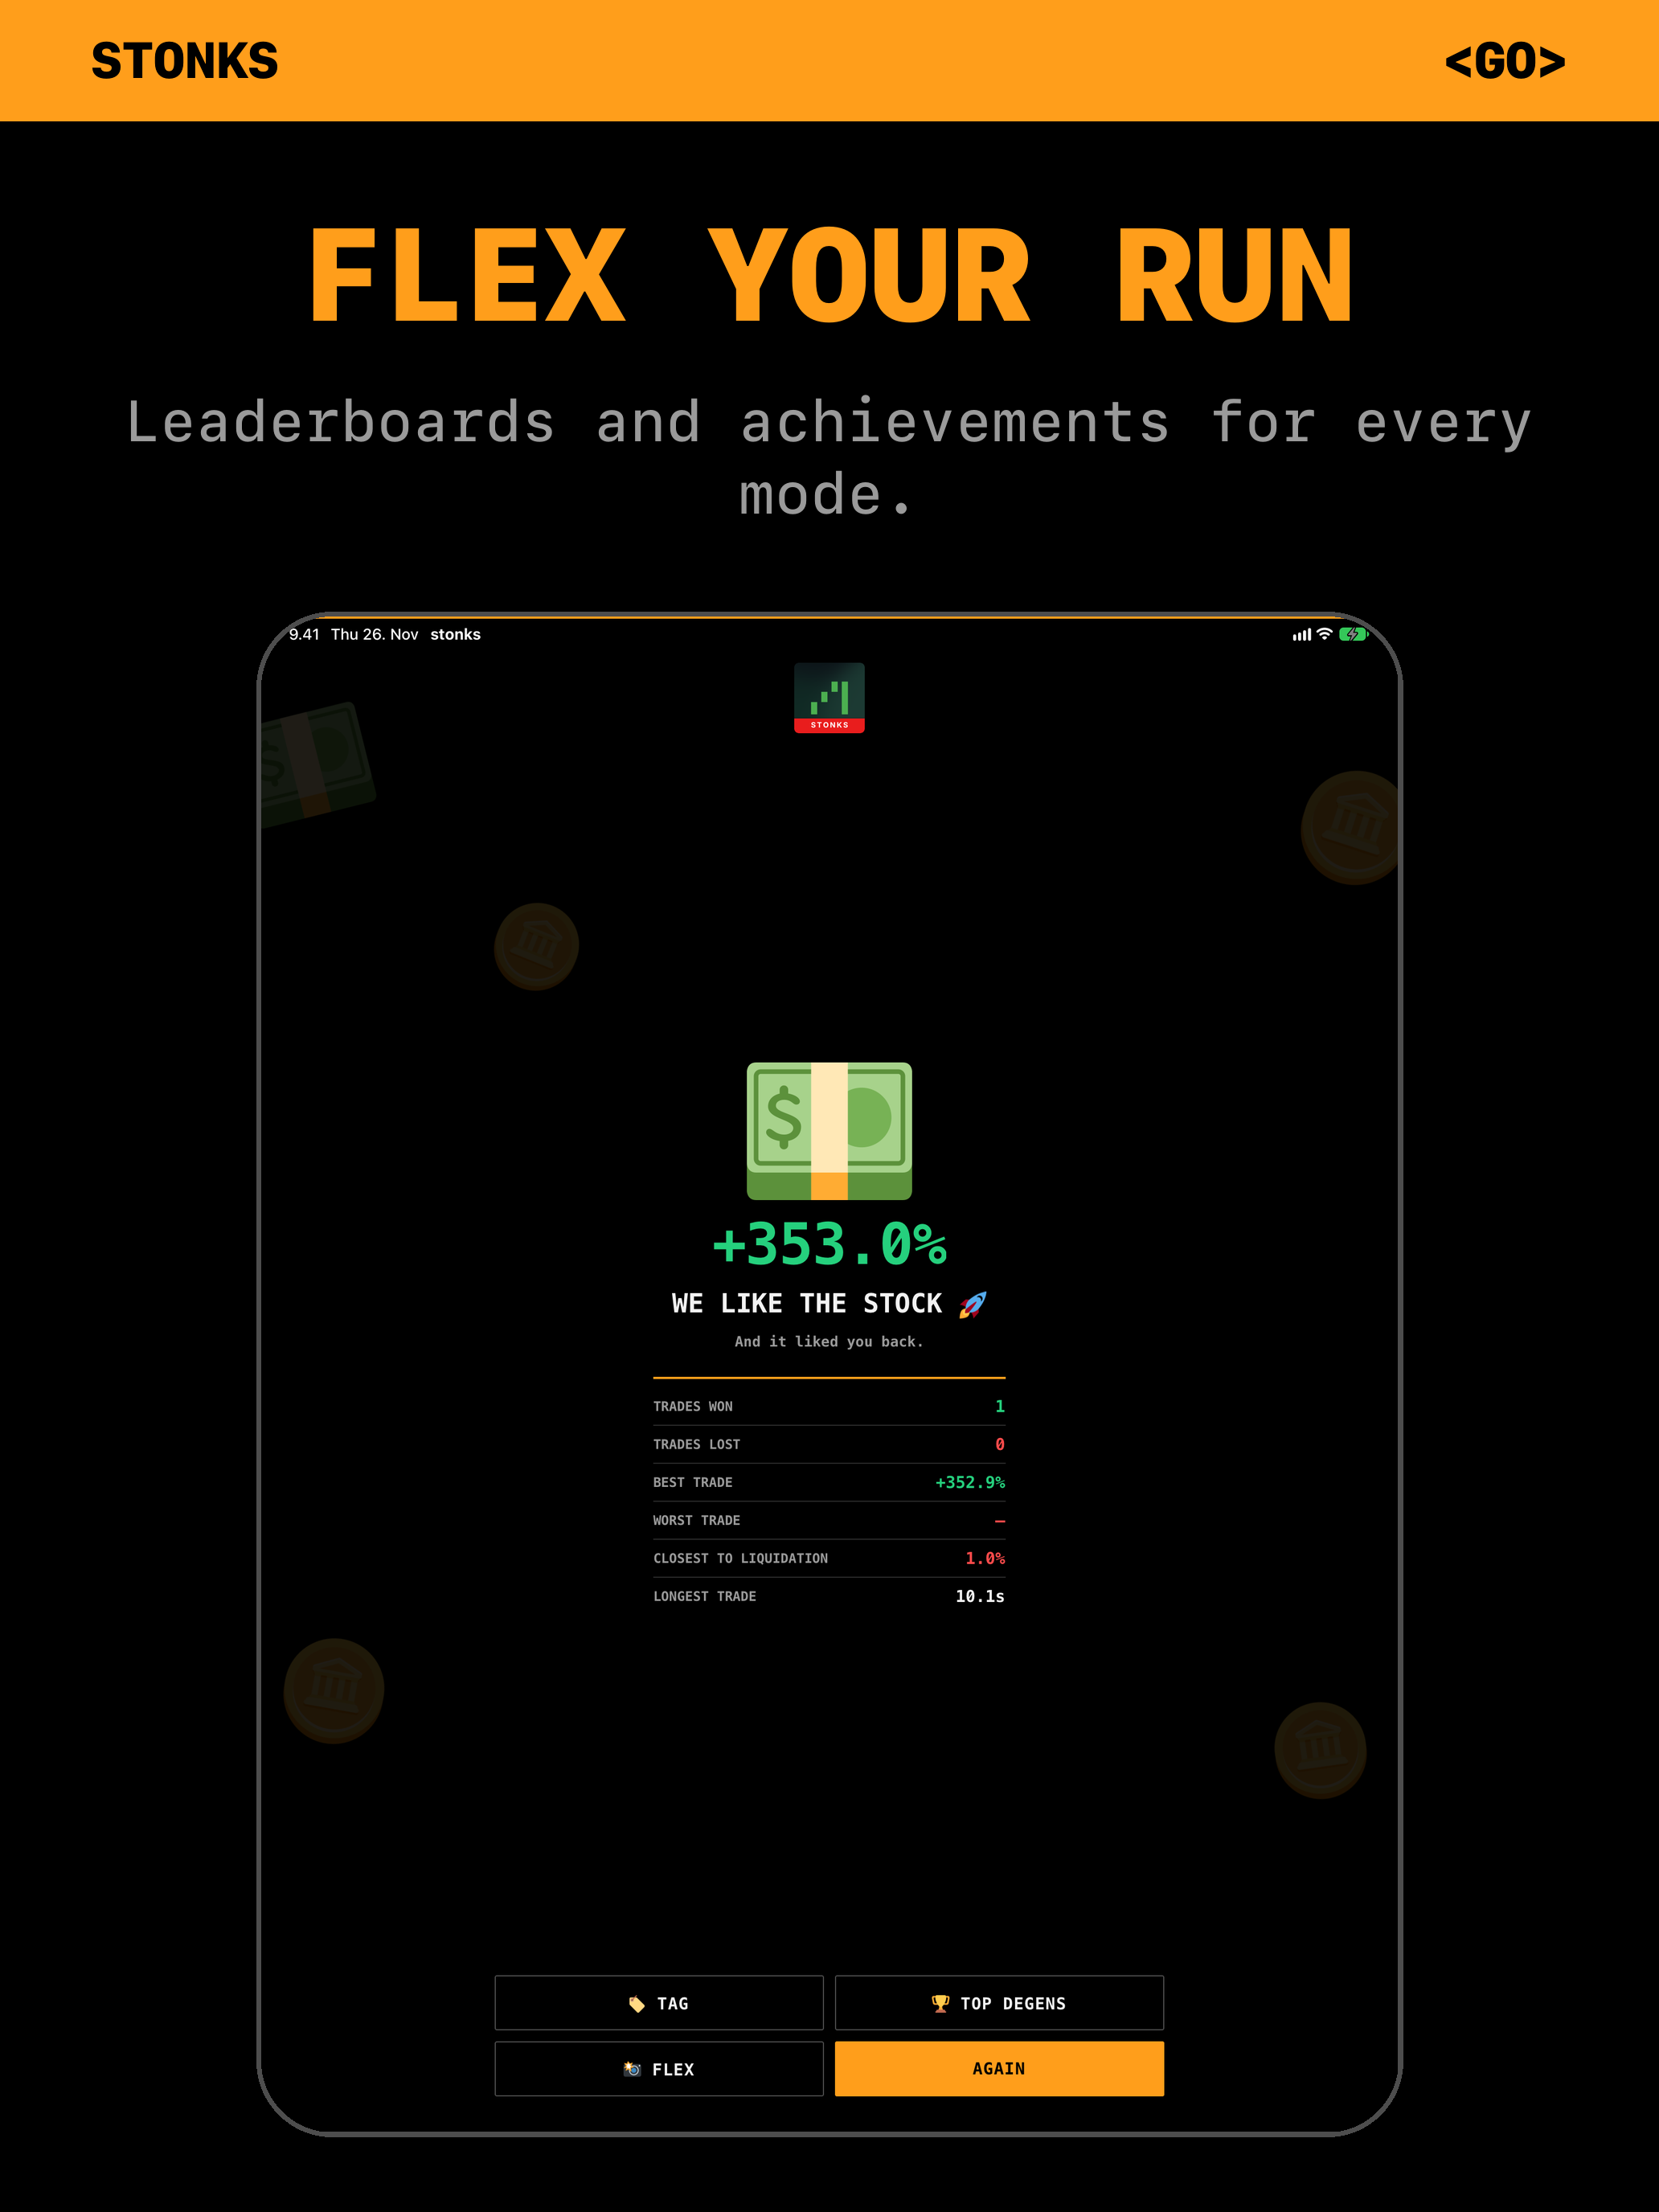 STONKS <GO>
FLEX YOUR RUN
Leaderboards and achievements for every
mode.
9.41 Thu 26. Nov stonks
STONKS
$
$
+353.0%
WE LIKE THE STOCK 🚀
And it liked you back.
TRADES WON 1
TRADES LOST 0
BEST TRADE +352.9%
WORST TRADE —
CLOSEST TO LIQUIDATION 1.0%
LONGEST TRADE 10.1s
🏷️ TAG 🏆 TOP DEGENS
📸 FLEX AGAIN